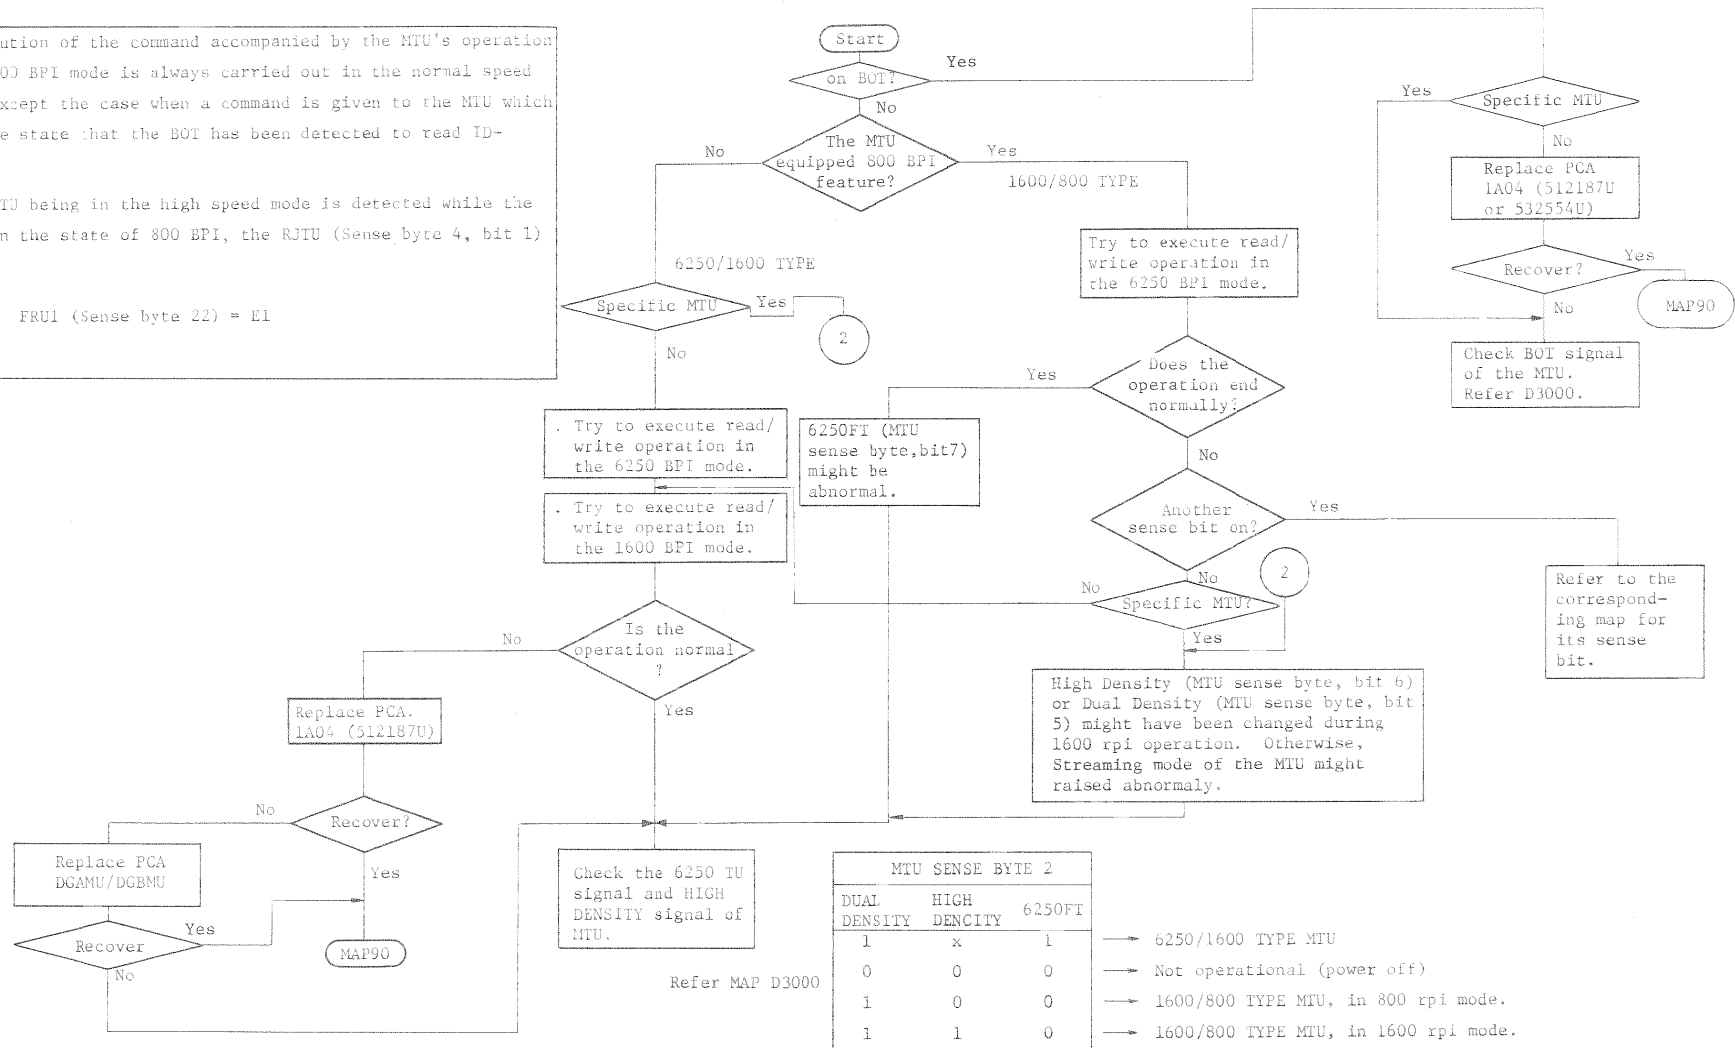 ution of the command accompanied by the MTU's operation
00 BPI mode is always carried out in the normal speed
xcept the case when a command is given to the MTU which
e state that the BOT has been detected to read ID-
TU being in the high speed mode is detected while the
n the state of 800 BPI, the RJTU (Sense byte 4, bit 1)
FRU1 (Sense byte 22) = E1
Start
on BOT?
Yes
No
The MTU
equipped 800 BPI
feature?
No
Yes
1600/800 TYPE
6250/1600 TYPE
Specific MTU
Yes
2
No
. Try to execute read/
write operation in
the 6250 BPI mode.
. Try to execute read/
write operation in
the 1600 BPI mode.
Is the
operation normal
?
No
Yes
Replace PCA.
1A04 (512187U)
Recover?
No
Yes
Replace PCA
DGAMU/DGBMU
Recover
Yes
No
MAP90
Check the 6250 TU
signal and HIGH
DENSITY signal of
MTU.
Refer MAP D3000
6250FT (MTU
sense byte,bit7)
might be
abnormal.
Try to execute read/
write operation in
the 6250 BPI mode.
Does the
operation end
normally?
Yes
No
Another
sense bit on?
Yes
No
2
Specific MTU?
No
Yes
Refer to the
correspond-
ing map for
its sense
bit.
High Density (MTU sense byte, bit 6)
or Dual Density (MTU sense byte, bit
5) might have been changed during
1600 rpi operation. Otherwise,
Streaming mode of the MTU might
raised abnormaly.
Specific MTU
Yes
No
Replace PCA
1A04 (512187U
or 532554U)
Recover?
Yes
MAP90
No
Check BOT signal
of the MTU.
Refer D3000.
MTU SENSE BYTE 2
DUAL DENSITY HIGH DENCITY 6250FT
1 x 1 6250/1600 TYPE MTU
0 0 0 Not operational (power off)
1 0 0 1600/800 TYPE MTU, in 800 rpi mode.
1 1 0 1600/800 TYPE MTU, in 1600 rpi mode.